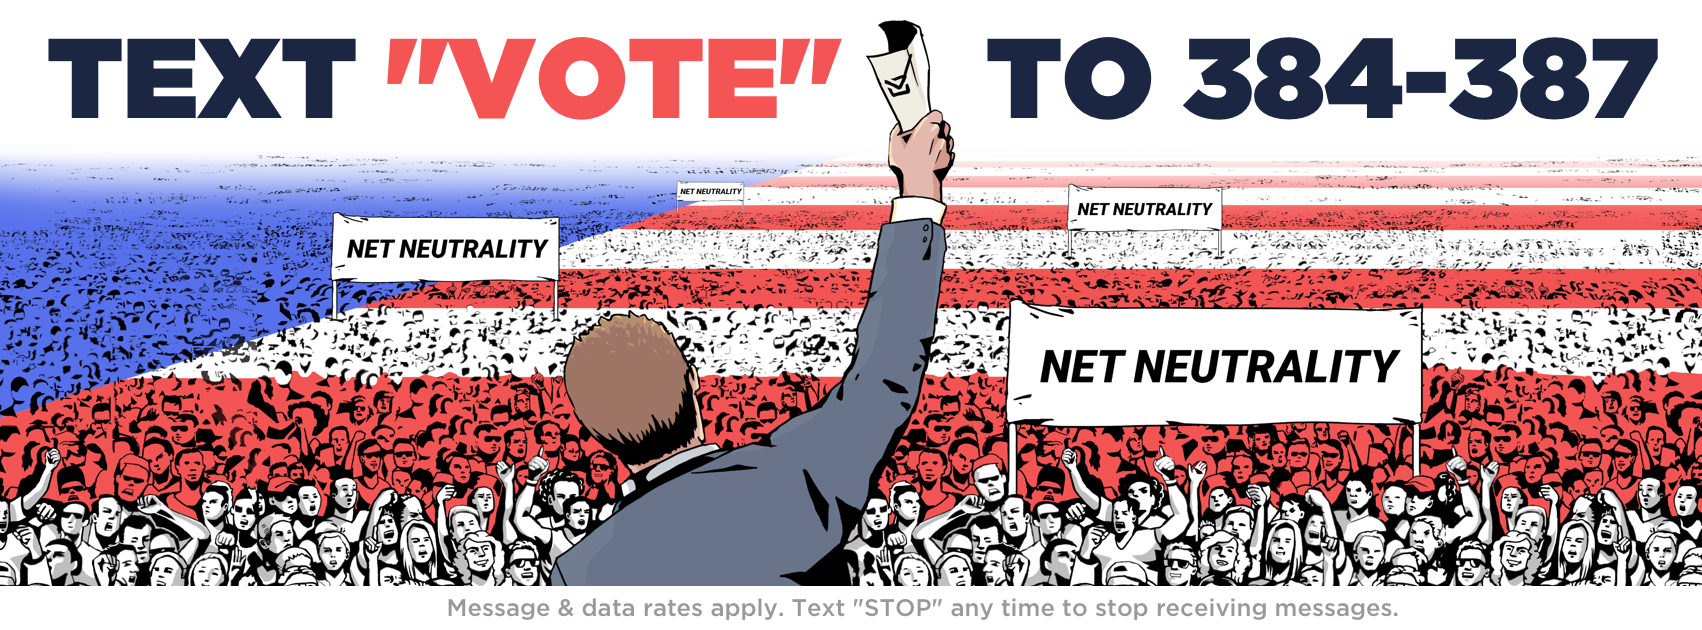 TEXT "VOTE" TO 384-387
NET NEUTRALITY
NET NEUTRALITY
NET NEUTRALITY
NET NEUTRALITY
Message & data rates apply. Text "STOP" any time to stop receiving messages.